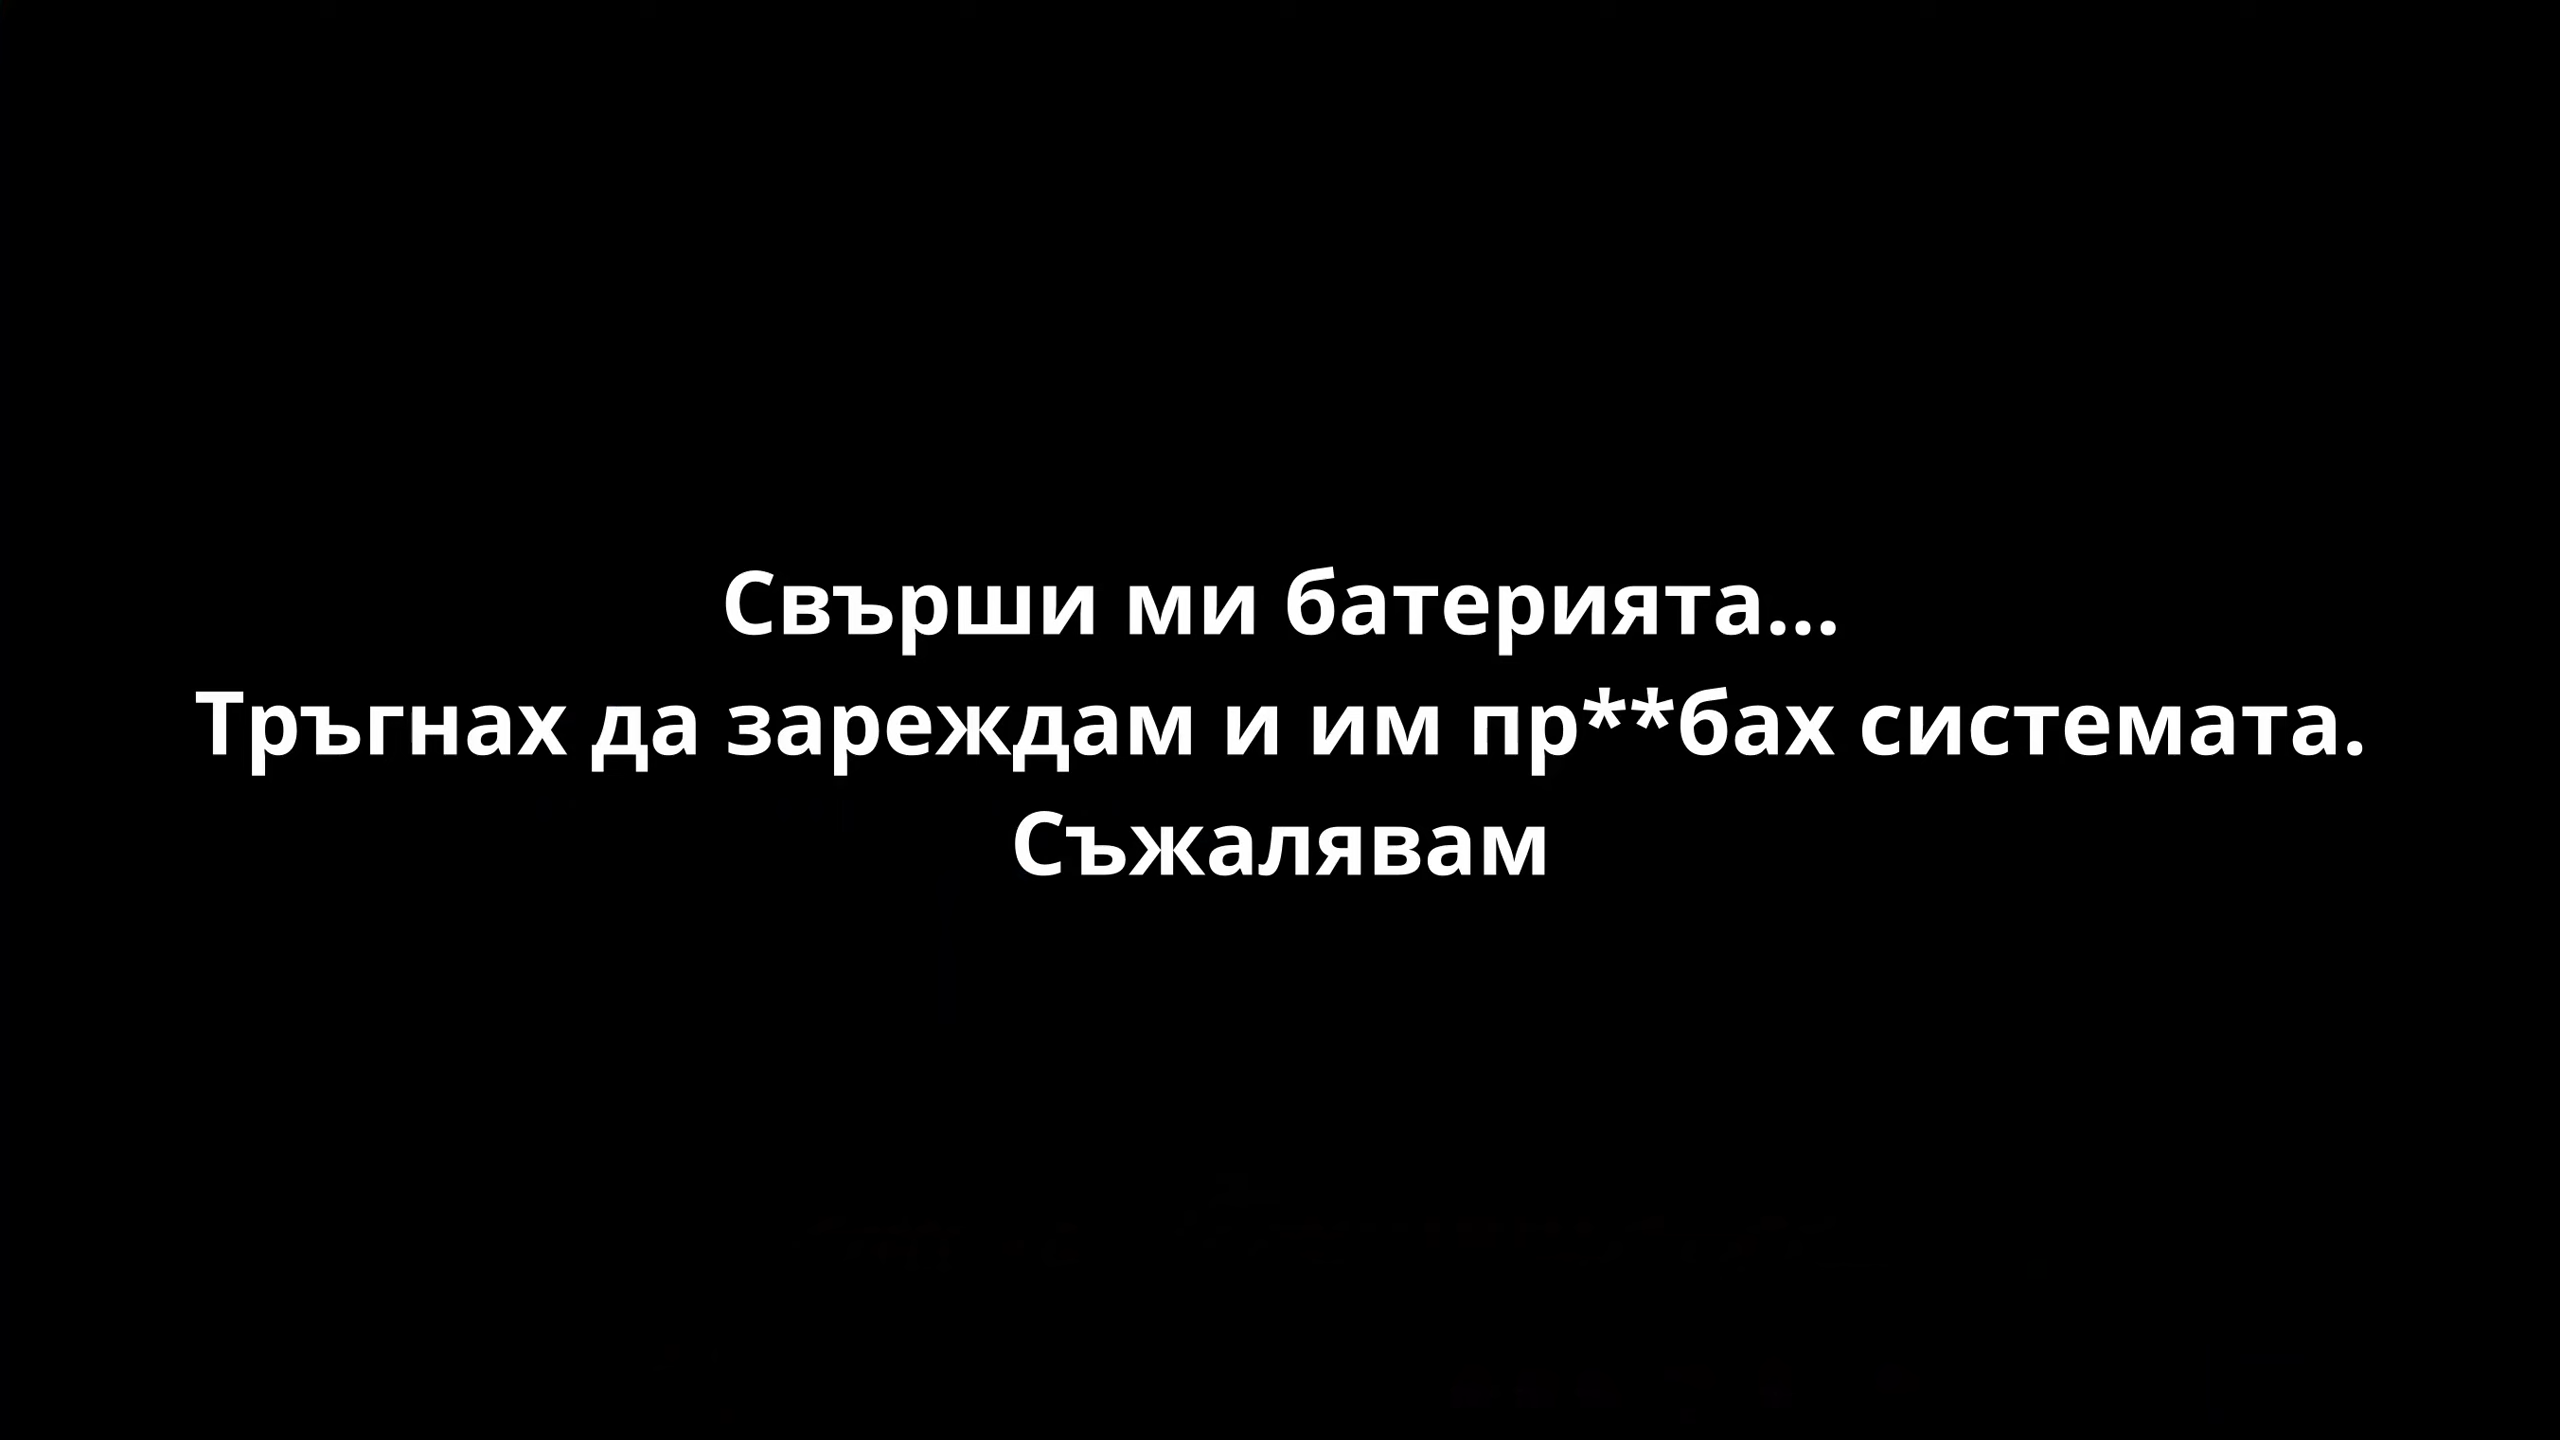 Свърши ми батерията...
Тръгнах да зареждам и им пр**бах системата.
Съжалявам